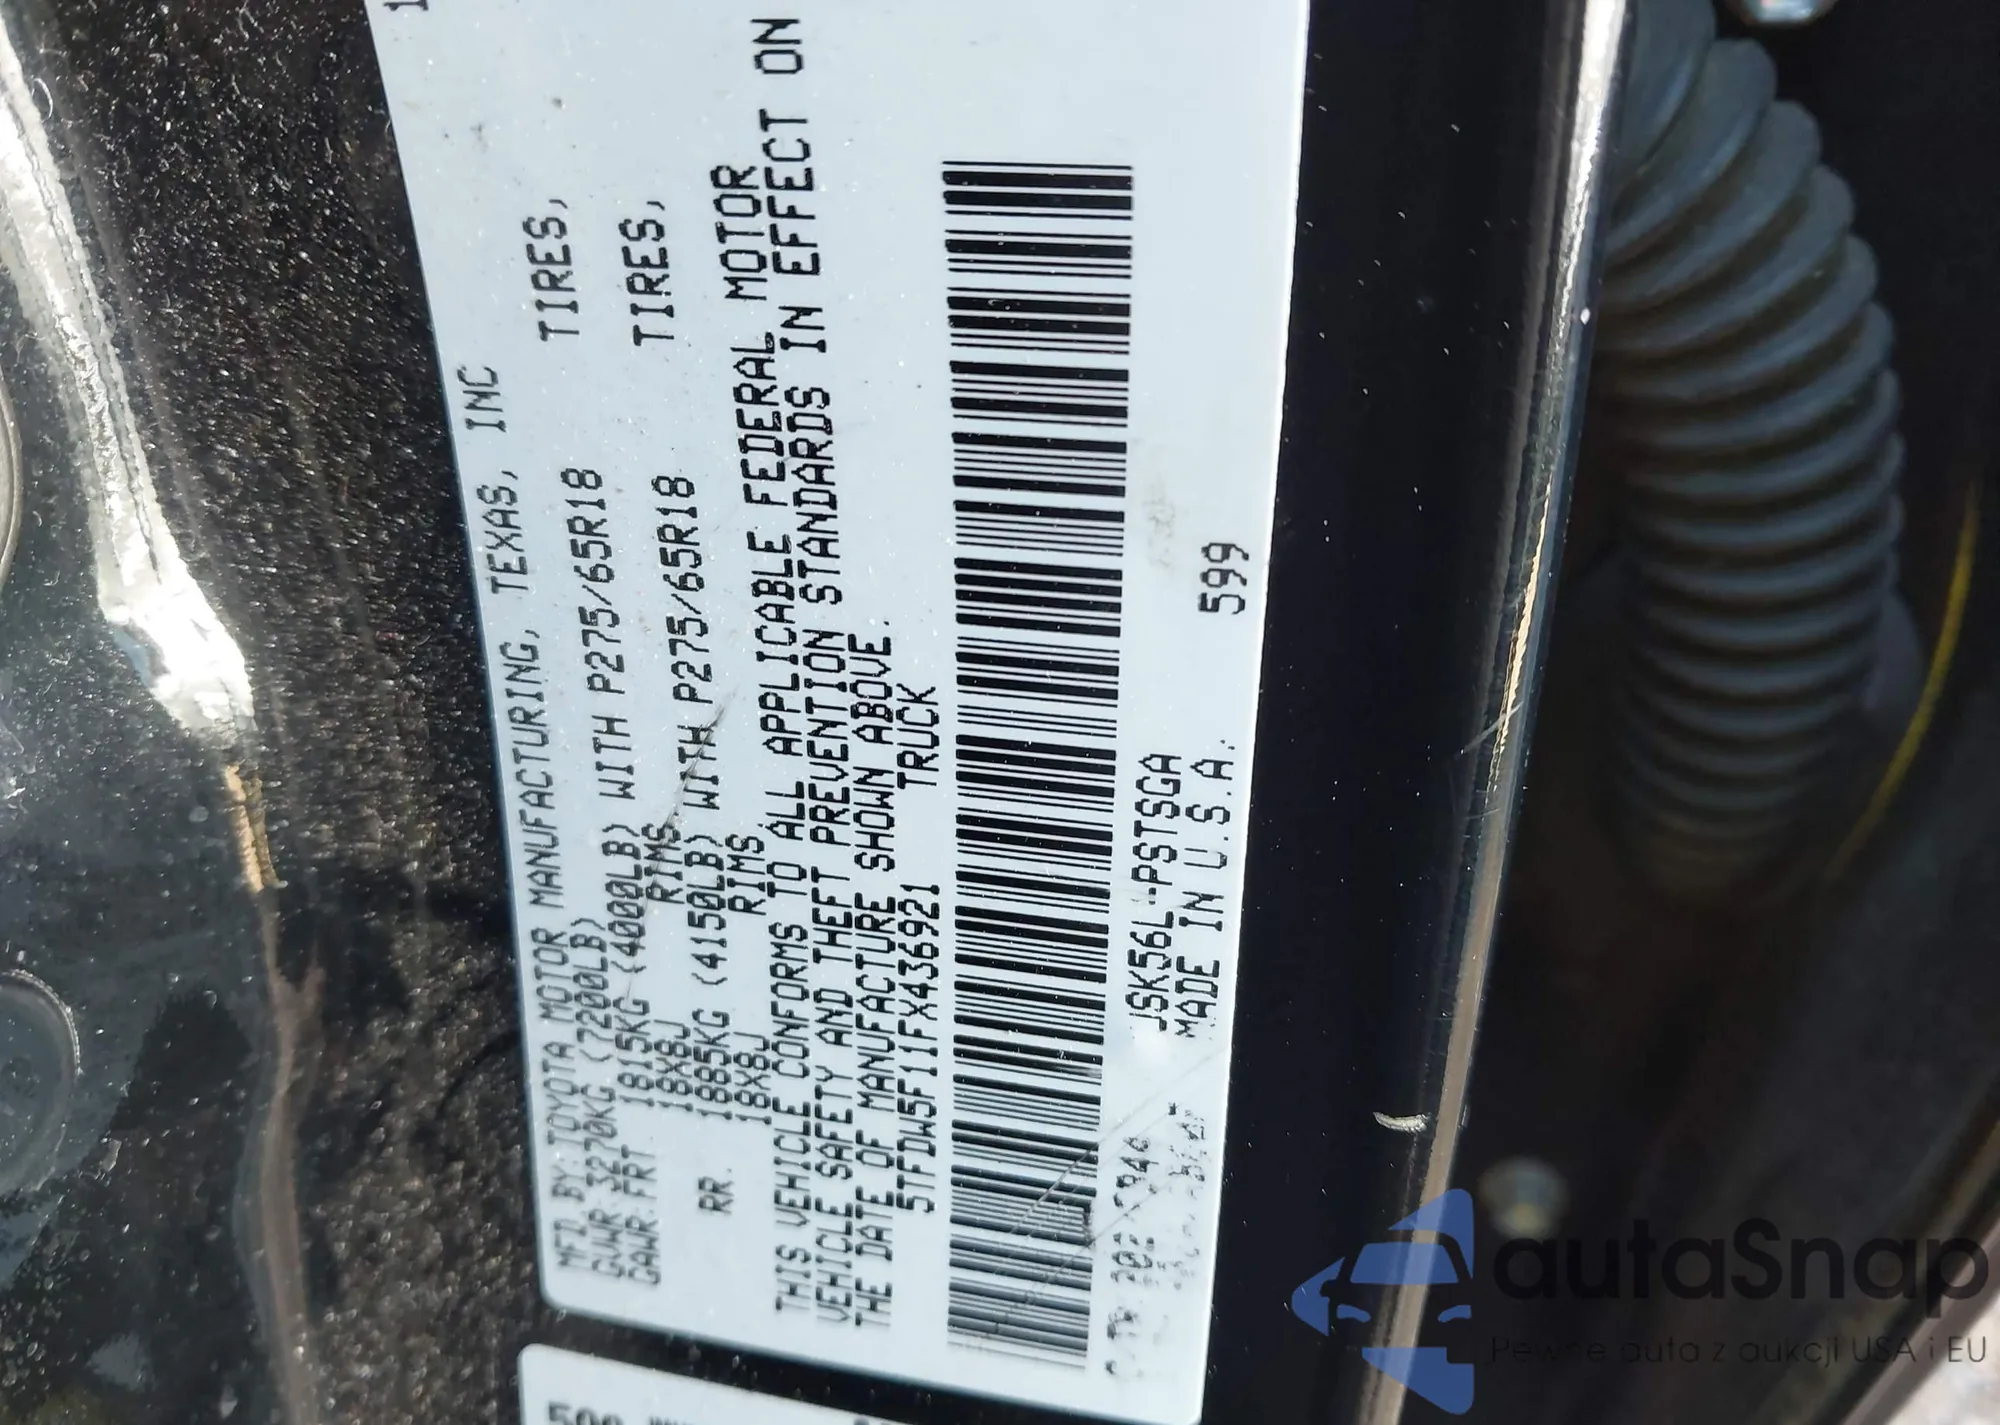 MFD.BY:TOYOTA MOTOR MANUFACTURING, TEXAS, INC
GVWR:3270KG(7200LB)
GAWR:FRT 1815KG (4000LB) WITH P275/65R18 TIRES,
18X8J RIMS
RR. 1885KG (4150LB) WITH P275/65R18 TIRES,
18X8J RIMS
THIS VEHICLE CONFORMS TO ALL APPLICABLE FEDERAL MOTOR
VEHICLE SAFETY AND THEFT PREVENTION STANDARDS IN EFFECT ON
THE DATE OF MANUFACTURE SHOWN ABOVE.
5TFDW5F11FX436921 TRUCK
JSK56L-PSTSGA
MADE IN U.S.A. 599
autaSnap
Pewne auta z aukcji USA i EU